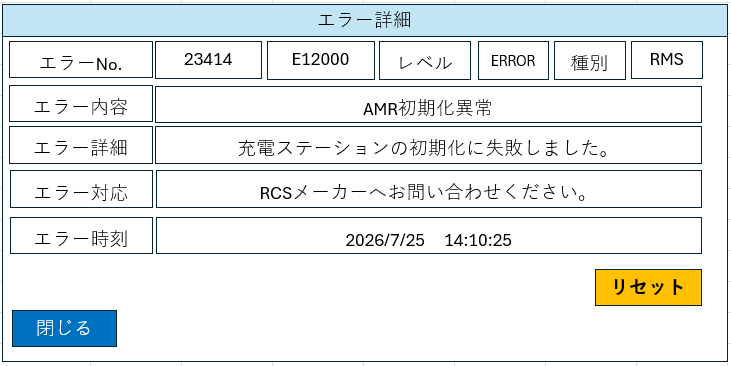 エラー詳細
エラーNo. 23414 E12000 レベル ERROR 種別 RMS
エラー内容 AMR初期化異常
エラー詳細 充電ステーションの初期化に失敗しました。
エラー対応 RCSメーカーへお問い合わせください。
エラー時刻 2026/7/25 14:10:25
リセット
閉じる